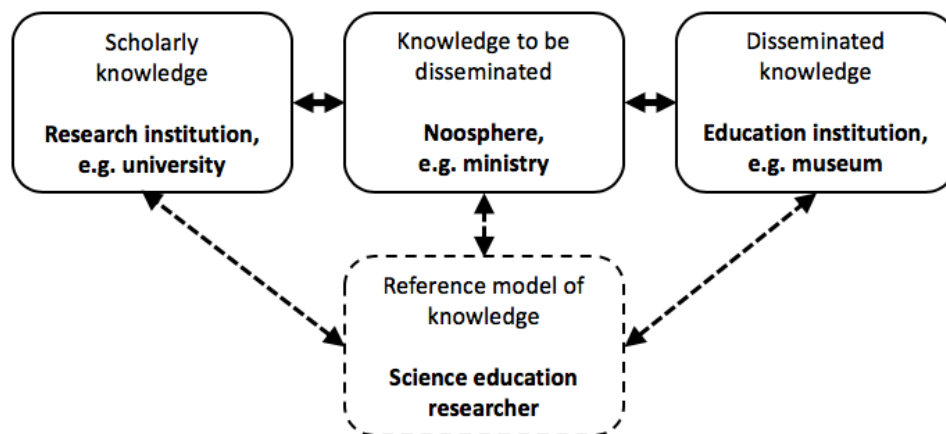 Scholarly
knowledge
Research institution,
e.g. university
Knowledge to be
disseminated
Noosphere,
e.g. ministry
Disseminated
knowledge
Education institution,
e.g. museum
Reference model of
knowledge
Science education
researcher